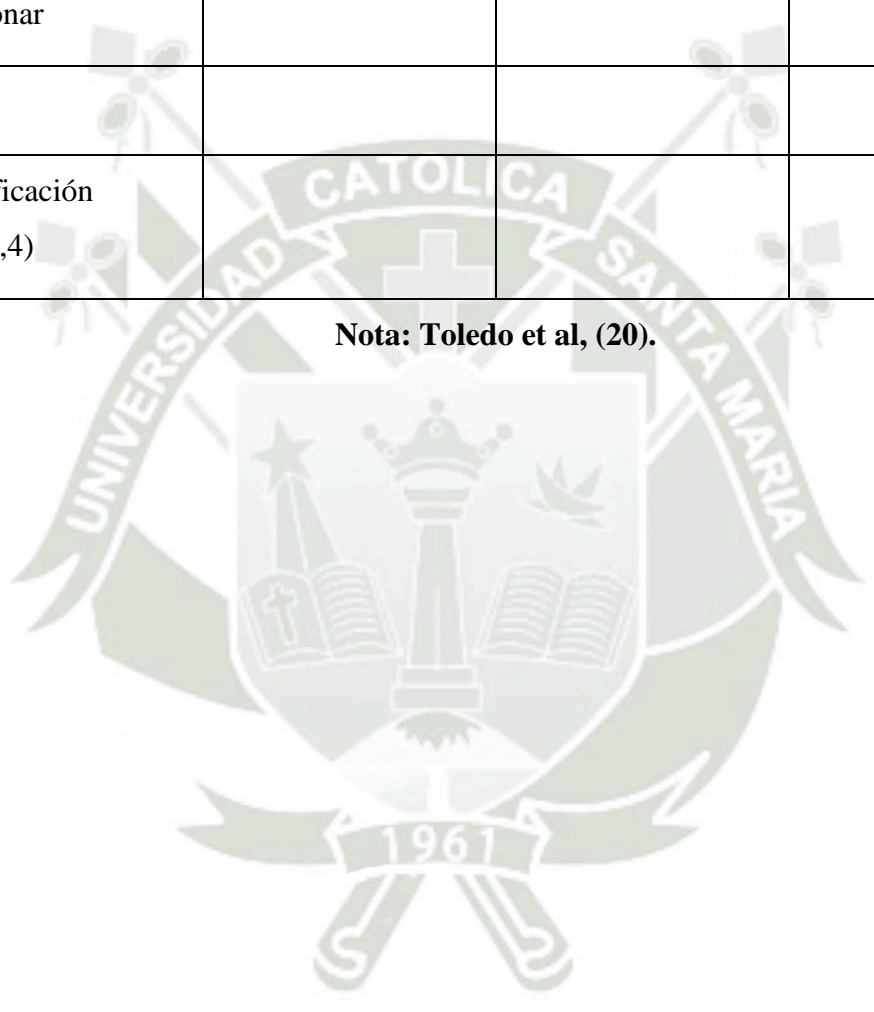 onar
ficación
,4)
Nota: Toledo et al, (20).
UNIVERSIDAD CATOLICA SANTA MARIA
1961